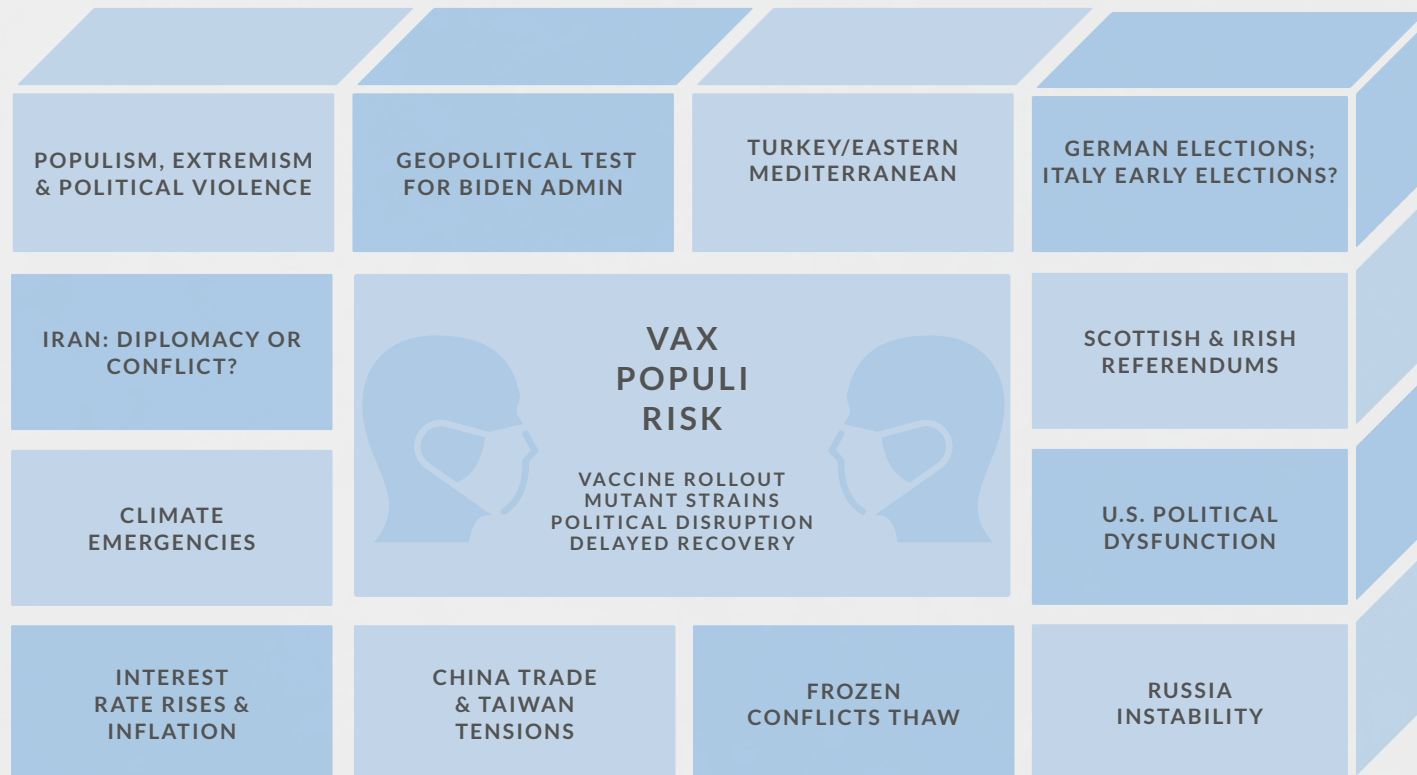 POPULISM, EXTREMISM
& POLITICAL VIOLENCE
GEOPOLITICAL TEST
FOR BIDEN ADMIN
TURKEY/EASTERN
MEDITERRANEAN
GERMAN ELECTIONS;
ITALY EARLY ELECTIONS?
IRAN: DIPLOMACY OR
CONFLICT?
VAX
POPULI
RISK
VACCINE ROLLOUT
MUTANT STRAINS
POLITICAL DISRUPTION
DELAYED RECOVERY
SCOTTISH & IRISH
REFERENDUMS
CLIMATE
EMERGENCIES
U.S. POLITICAL
DYSFUNCTION
INTEREST
RATE RISES &
INFLATION
CHINA TRADE
& TAIWAN
TENSIONS
FROZEN
CONFLICTS THAW
RUSSIA
INSTABILITY